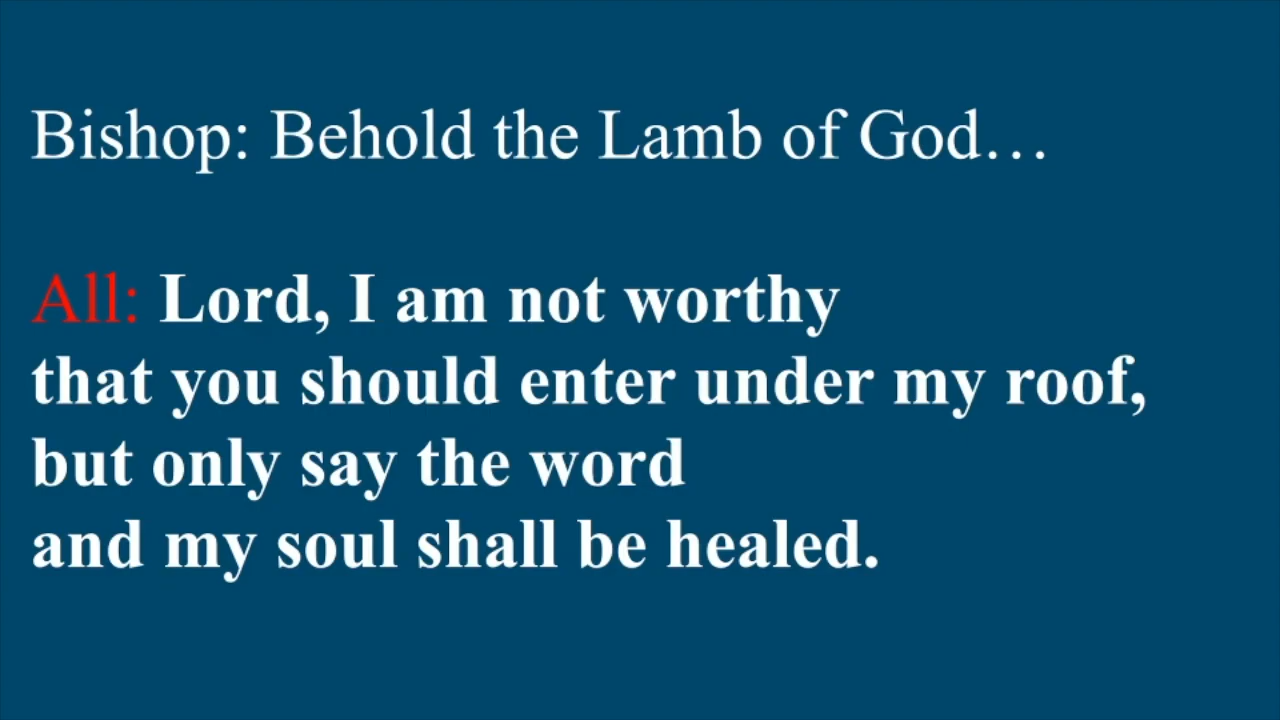 Bishop: Behold the Lamb of God…
All: Lord, I am not worthy
that you should enter under my roof,
but only say the word
and my soul shall be healed.